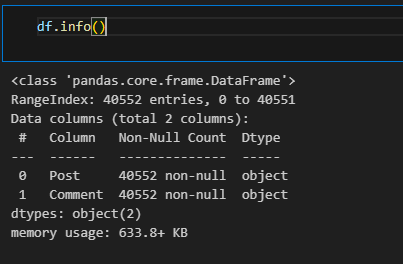 df.info()
<class 'pandas.core.frame.DataFrame'>
RangeIndex: 40552 entries, 0 to 40551
Data columns (total 2 columns):
 #   Column   Non-Null Count  Dtype
---  ------   --------------  -----
 0   Post     40552 non-null  object
 1   Comment  40552 non-null  object
dtypes: object(2)
memory usage: 633.8+ KB